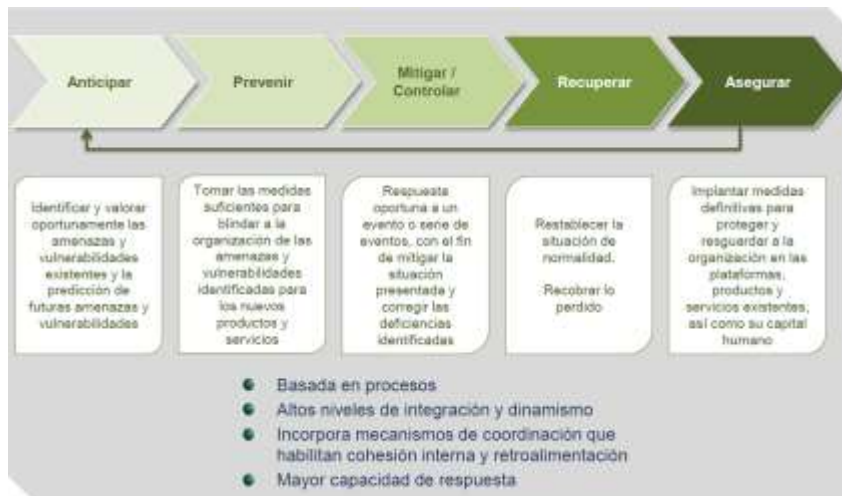 Anticipar
Prevenir
Mitigar /
Controlar
Recuperar
Asegurar
Identificar y valorar
oportunamente las
amenazas y
vulnerabilidades
existentes y la
predicción de
futuras amenazas y
vulnerabilidades
Tomar las medidas
suficientes para
blindar a la
organización de las
amenazas y
vulnerabilidades
identificadas para
los nuevos
productos y
servicios
Respuesta
oportuna a un
evento o serie de
eventos, con el fin
de mitigar la
situación
presentada y
corregir las
deficiencias
identificadas
Restablecer la
situación de
normalidad.
Recobrar lo
perdido
Implantar medidas
definitivas para
proteger y
resguardar a la
organización en las
plataformas,
productos y
servicios existentes,
así como su capital
humano
Basada en procesos
Altos niveles de integración y dinamismo
Incorpora mecanismos de coordinación que
habilitan cohesión interna y retroalimentación
Mayor capacidad de respuesta